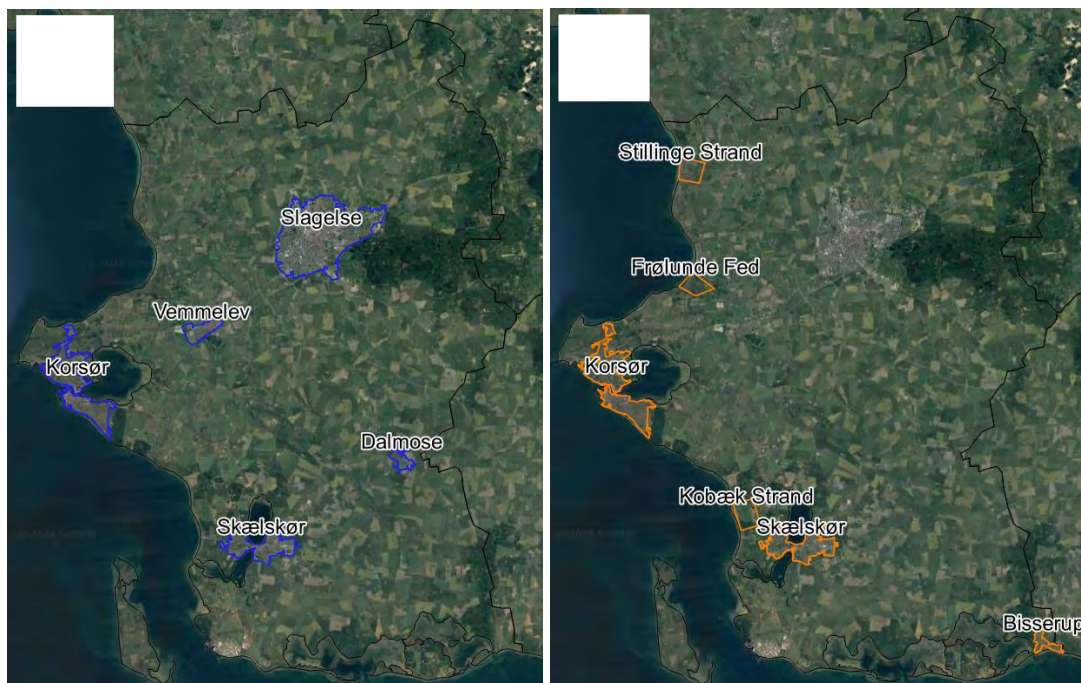 Slagelse
Vemmelev
Korsør
Dalmose
Skælskør
Stillinge Strand
Frølunde Fed
Korsør
Kobæk Strand
Skælskør
Bisserup